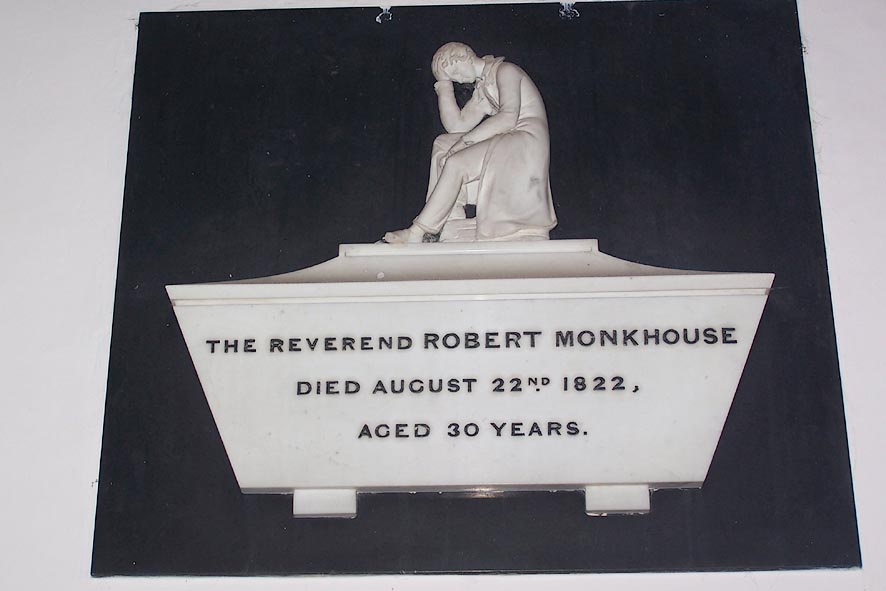 THE REVEREND ROBERT MONKHOUSE
DIED AUGUST 22ND. 1822,
AGED 30 YEARS.